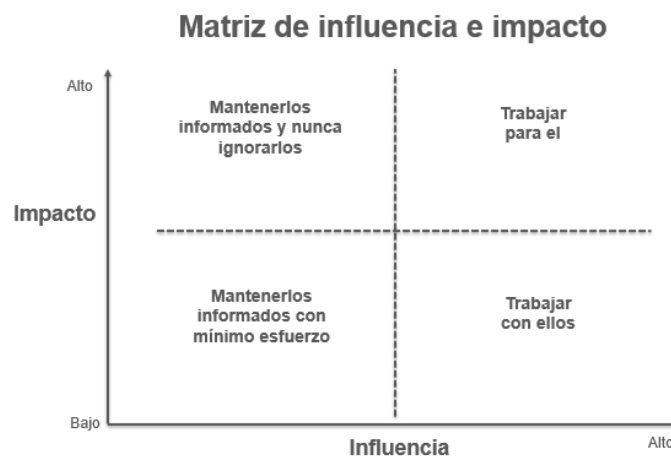 Matriz de influencia e impacto
Alto
Mantenerlos
informados y nunca
ignorarlos
Trabajar
para el
Impacto
Mantenerlos
informados con
mínimo esfuerzo
Trabajar
con ellos
Bajo
Influencia
Alto